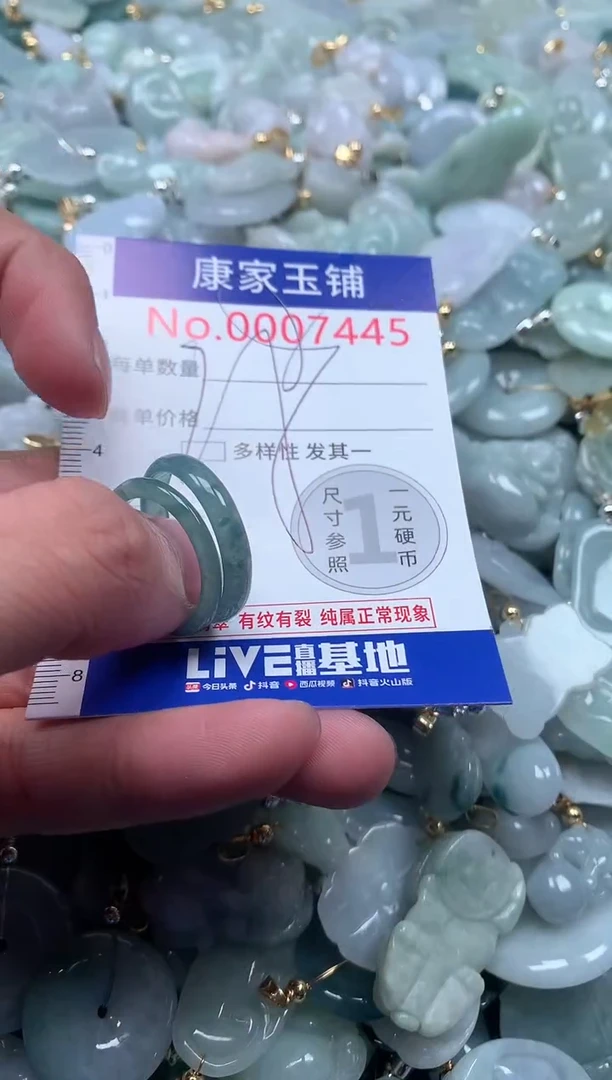 康家玉铺
No.0007445
每单数量
单价格
多样性 发其一
尺寸参照
1
一元硬币
有纹有裂 纯属正常现象
LiVE直播基地
今日头条 抖音 西瓜视频 抖音火山版
0
4
8